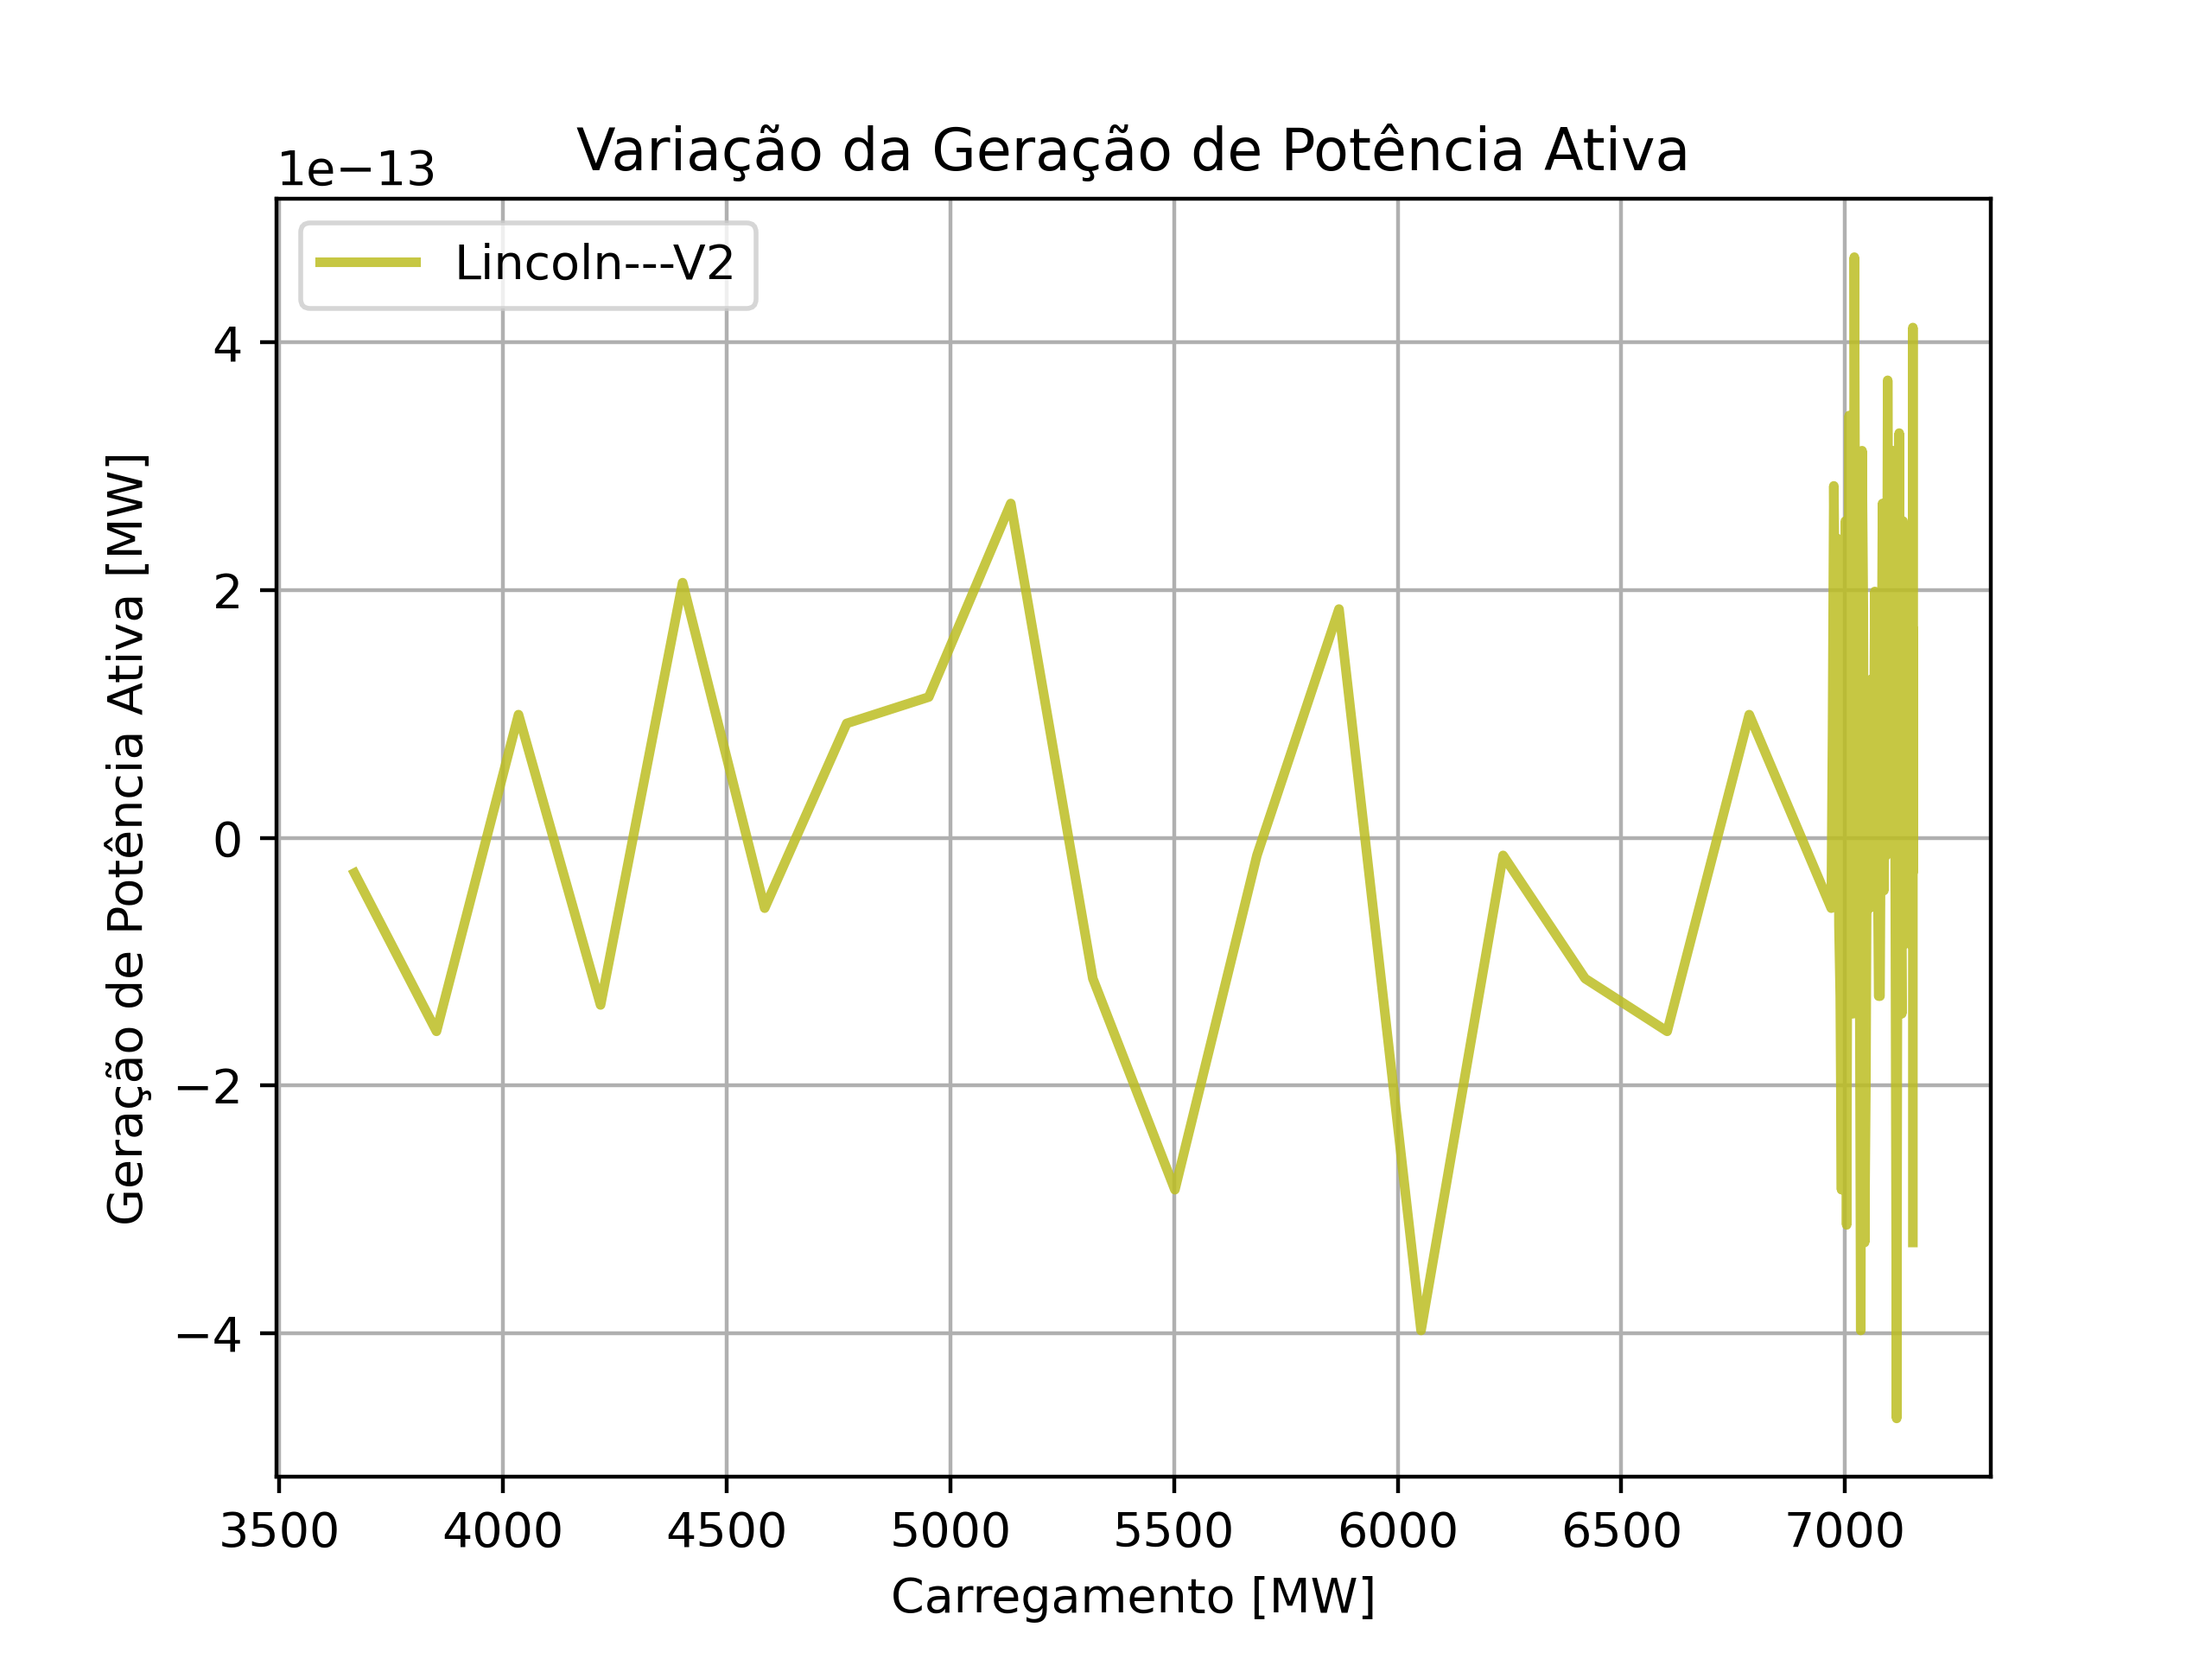 Variação da Geração de Potência Ativa
1e−13
Lincoln---V2
Geração de Potência Ativa [MW]
4
2
0
−2
−4
3500 4000 4500 5000 5500 6000 6500 7000
Carregamento [MW]